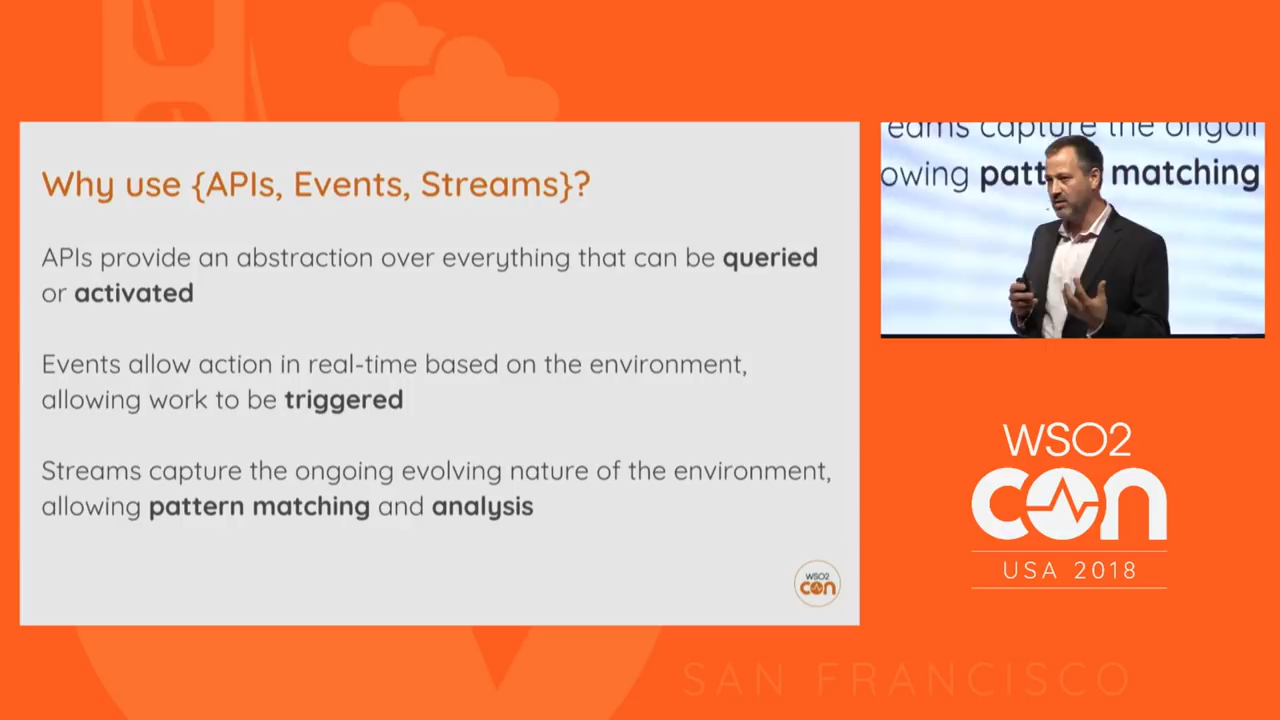 Why use {APIs, Events, Streams}?
APIs provide an abstraction over everything that can be queried
or activated
Events allow action in real-time based on the environment,
allowing work to be triggered
Streams capture the ongoing evolving nature of the environment,
allowing pattern matching and analysis
WSO2
con
eams capture the ongoin
owing pattern matching
WSO2
con
USA 2018
SAN FRANCISCO